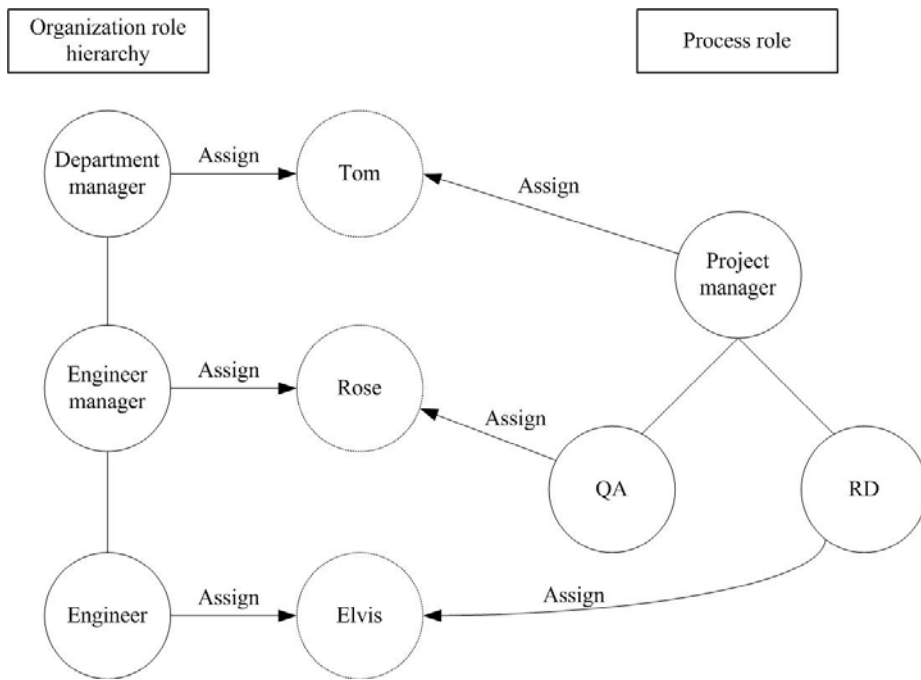 Organization role
hierarchy
Process role
Department
manager
Assign
Tom
Assign
Project
manager
Engineer
manager
Assign
Rose
Assign
QA
RD
Engineer
Assign
Elvis
Assign